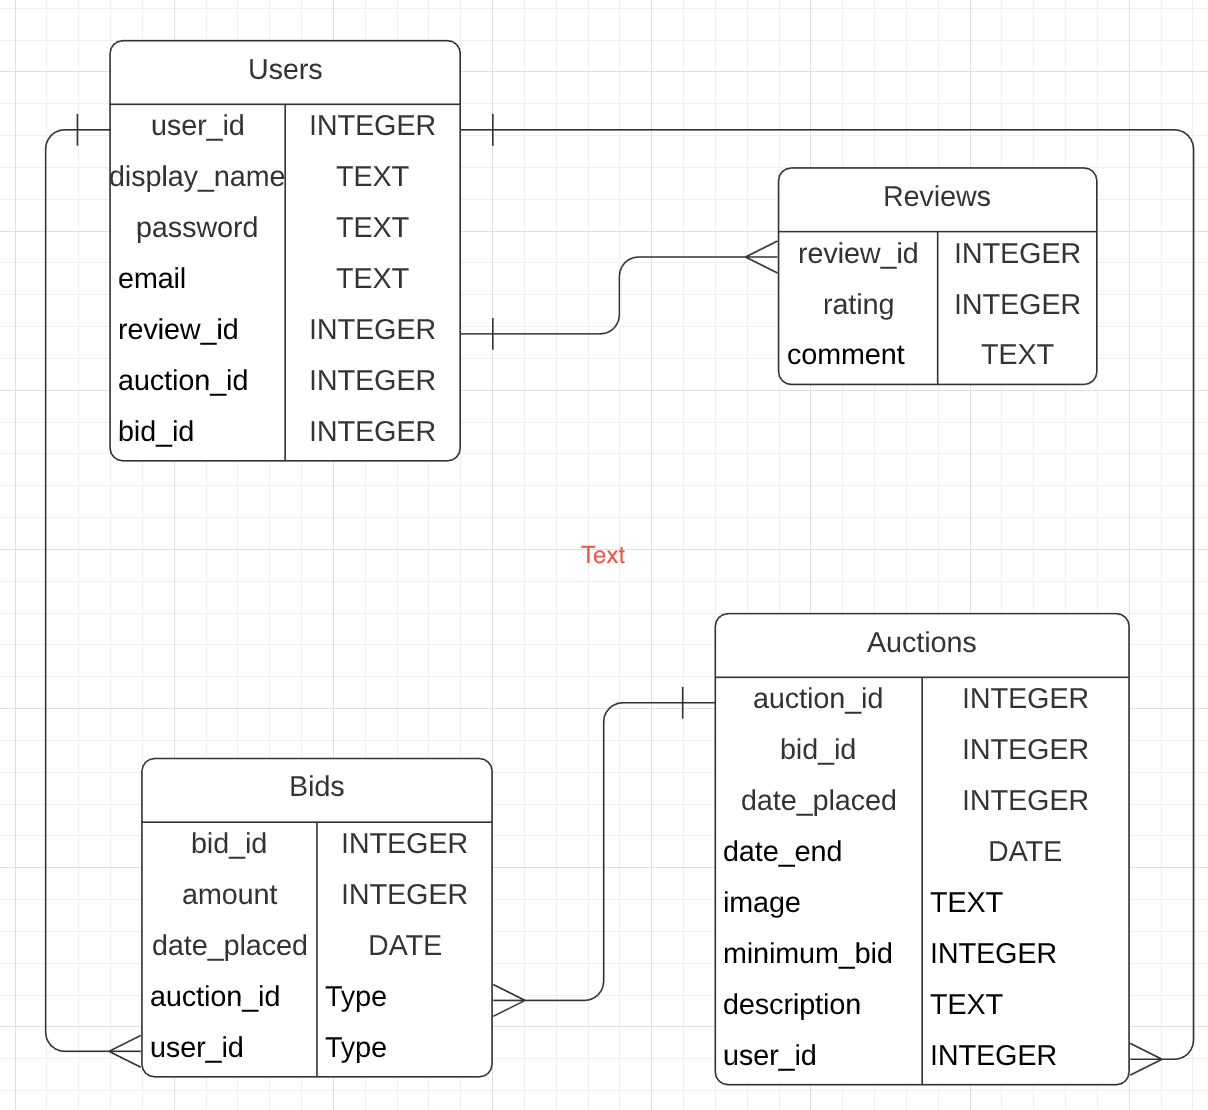 Users
user_id INTEGER
display_name TEXT
password TEXT
email TEXT
review_id INTEGER
auction_id INTEGER
bid_id INTEGER
Reviews
review_id INTEGER
rating INTEGER
comment TEXT
Text
Bids
bid_id INTEGER
amount INTEGER
date_placed DATE
auction_id Type
user_id Type
Auctions
auction_id INTEGER
bid_id INTEGER
date_placed INTEGER
date_end DATE
image TEXT
minimum_bid INTEGER
description TEXT
user_id INTEGER